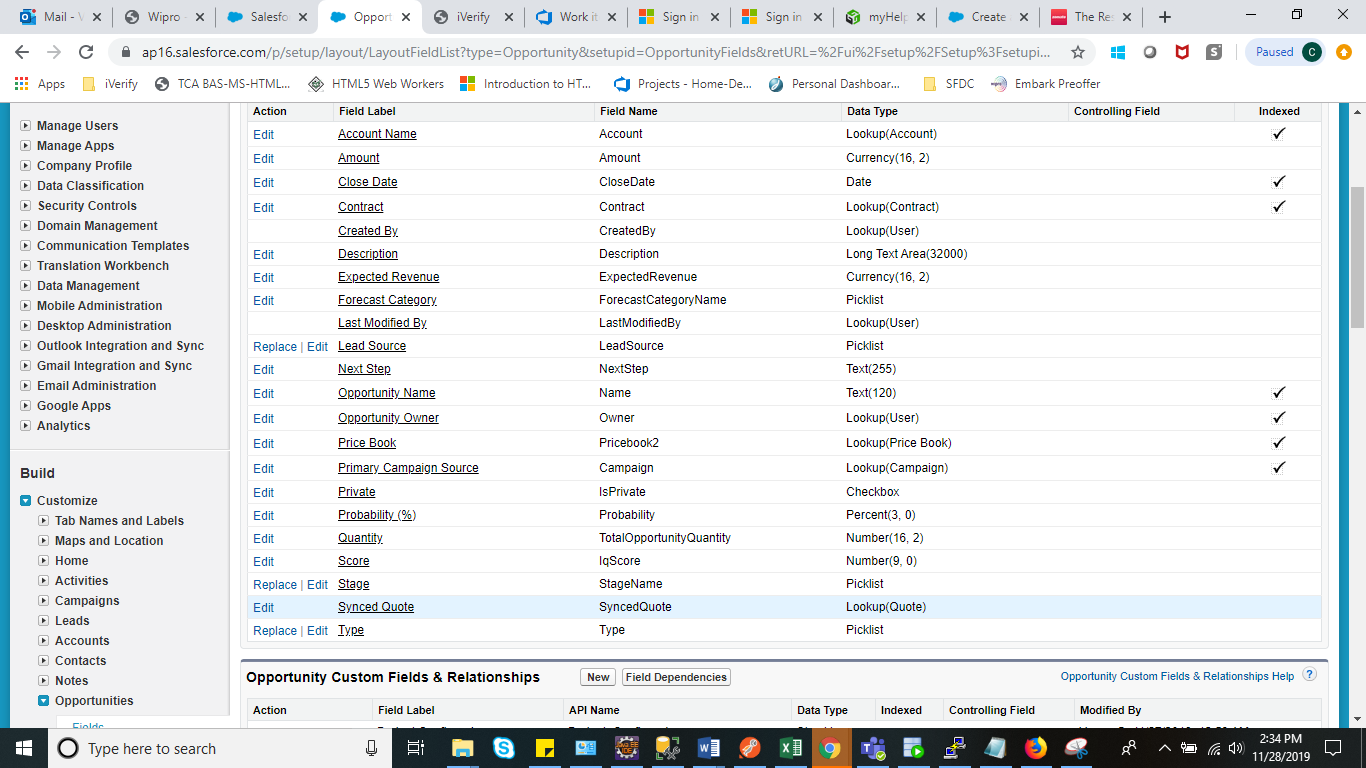 Mail - V
Wipro -
Salesfo
Opport
iVerify
Work it
Sign in
Sign in
myHelp
Create
The Res
ap16.salesforce.com/p/setup/layout/LayoutFieldList?type=Opportunity&setupid=OpportunityFields&retURL=%2Fui%2Fsetup%2FSetup%3Fsetupi...
S
Paused C
Apps iVerify TCA BAS-MS-HTML... HTML5 Web Workers Introduction to HT... Projects - Home-De... Personal Dashboar... SFDC Embark Preoffer
Manage Users
Manage Apps
Company Profile
Data Classification
Security Controls
Domain Management
Communication Templates
Translation Workbench
Data Management
Mobile Administration
Desktop Administration
Outlook Integration and Sync
Gmail Integration and Sync
Email Administration
Google Apps
Analytics
Build
Customize
Tab Names and Labels
Maps and Location
Home
Activities
Campaigns
Leads
Accounts
Contacts
Notes
Opportunities
Fields
Action Field Label Field Name Data Type Controlling Field Indexed
Edit Account Name Account Lookup(Account)
Edit Amount Amount Currency(16, 2)
Edit Close Date CloseDate Date
Edit Contract Contract Lookup(Contract)
Created By CreatedBy Lookup(User)
Edit Description Description Long Text Area(32000)
Edit Expected Revenue ExpectedRevenue Currency(16, 2)
Edit Forecast Category ForecastCategoryName Picklist
Last Modified By LastModifiedBy Lookup(User)
Replace | Edit Lead Source LeadSource Picklist
Edit Next Step NextStep Text(255)
Edit Opportunity Name Name Text(120)
Edit Opportunity Owner Owner Lookup(User)
Edit Price Book Pricebook2 Lookup(Price Book)
Edit Primary Campaign Source Campaign Lookup(Campaign)
Edit Private IsPrivate Checkbox
Edit Probability (%) Probability Percent(3, 0)
Edit Quantity TotalOpportunityQuantity Number(16, 2)
Edit Score IqScore Number(9, 0)
Replace | Edit Stage StageName Picklist
Edit Synced Quote SyncedQuote Lookup(Quote)
Replace | Edit Type Type Picklist
Opportunity Custom Fields & Relationships New Field Dependencies Opportunity Custom Fields & Relationships Help ?
Action Field Label API Name Data Type Indexed Controlling Field Modified By
Type here to search
2:34 PM
11/28/2019